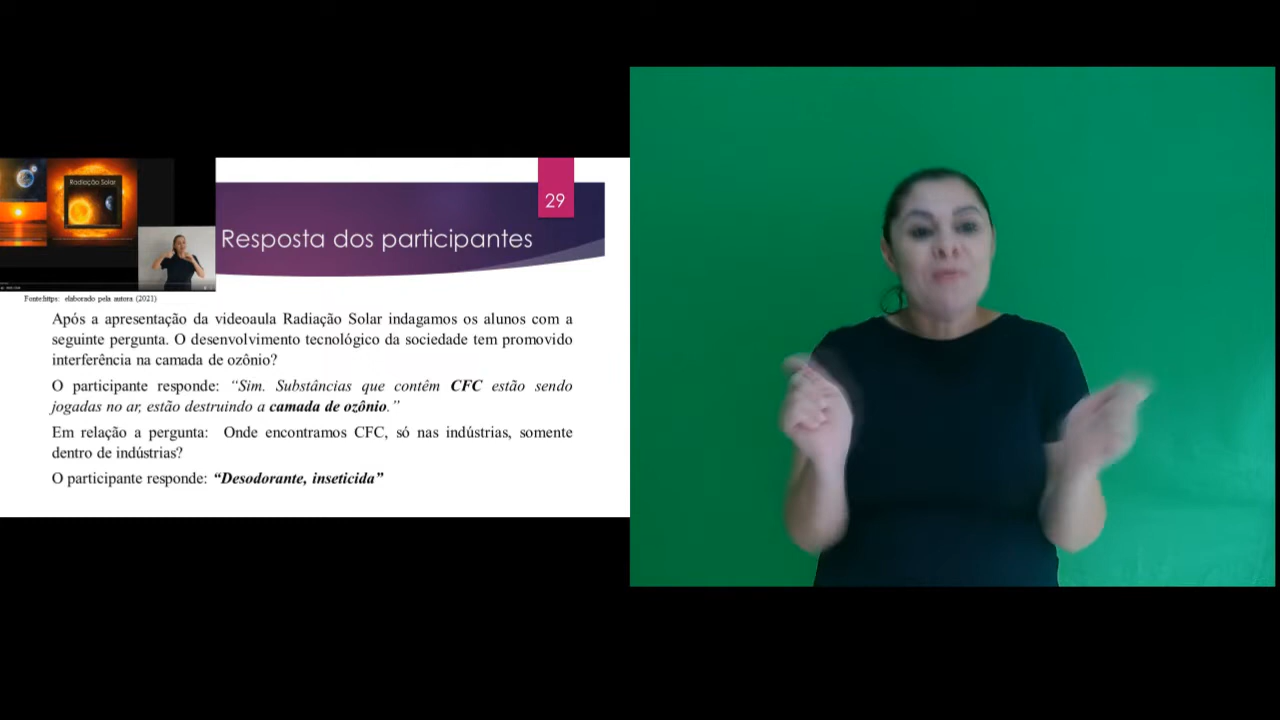 Radiação Solar
29
Resposta dos participantes
Fonte:https: elaborado pela autora (2021)
Após a apresentação da videoaula Radiação Solar indagamos os alunos com a
seguinte pergunta. O desenvolvimento tecnológico da sociedade tem promovido
interferência na camada de ozônio?
O participante responde: “Sim. Substâncias que contêm CFC estão sendo
jogadas no ar, estão destruindo a camada de ozônio.”
Em relação a pergunta: Onde encontramos CFC, só nas indústrias, somente
dentro de indústrias?
O participante responde: “Desodorante, inseticida”